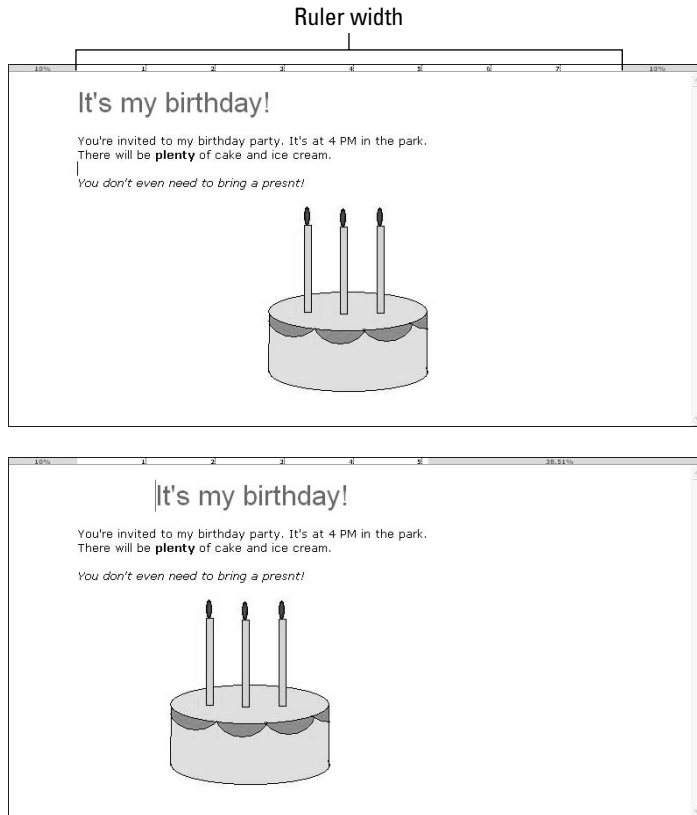 Ruler width
10% 1 2 3 4 5 6 7 10%
It's my birthday!
You're invited to my birthday party. It's at 4 PM in the park.
There will be plenty of cake and ice cream.
You don't even need to bring a presnt!
10% 1 2 3 4 5 38.51%
It's my birthday!
You're invited to my birthday party. It's at 4 PM in the park.
There will be plenty of cake and ice cream.
You don't even need to bring a presnt!